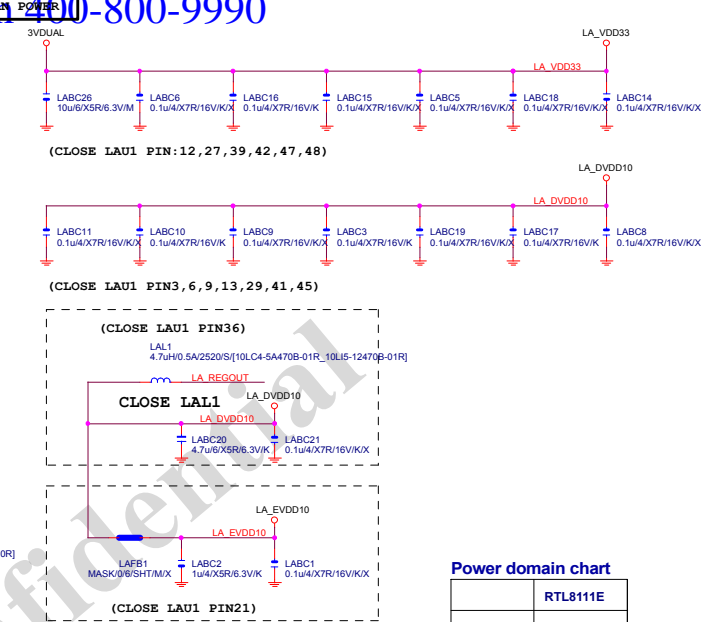 N POWER
400-800-9990
3VDUAL
LA_VDD33
LA_VDD33
LABC26
10u/6/X5R/6.3V/M
LABC6
0.1u/4/X7R/16V/K
LABC16
0.1u/4/X7R/16V/K/X
LABC15
0.1u/4/X7R/16V/K/X
LABC5
0.1u/4/X7R/16V/K/X
LABC18
0.1u/4/X7R/16V/K/X
LABC14
0.1u/4/X7R/16V/K/X
(CLOSE LAU1 PIN:12,27,39,42,47,48)
LA_DVDD10
LA_DVDD10
LABC11
0.1u/4/X7R/16V/K/X
LABC10
0.1u/4/X7R/16V/K
LABC9
0.1u/4/X7R/16V/K/X
LABC3
0.1u/4/X7R/16V/K
LABC19
0.1u/4/X7R/16V/K/X
LABC17
0.1u/4/X7R/16V/K
LABC8
0.1u/4/X7R/16V/K/X
(CLOSE LAU1 PIN3,6,9,13,29,41,45)
(CLOSE LAU1 PIN36)
LAL1
4.7uH/0.5A/2520/S/[10LC4-5A470B-01R_10LI5-12470B-01R]
LA_REGOUT
CLOSE LAL1
LA_DVDD10
LA_DVDD10
LABC20
4.7u/6/X5R/6.3V/K
LABC21
0.1u/4/X7R/16V/K/X
LA_EVDD10
LA_EVDD10
0R]
LAFB1
MASK/0/6/SHT/M/X
LABC2
1u/4/X5R/6.3V/K
LABC1
0.1u/4/X7R/16V/K/X
(CLOSE LAU1 PIN21)
fidential
Power domain chart
RTL8111E